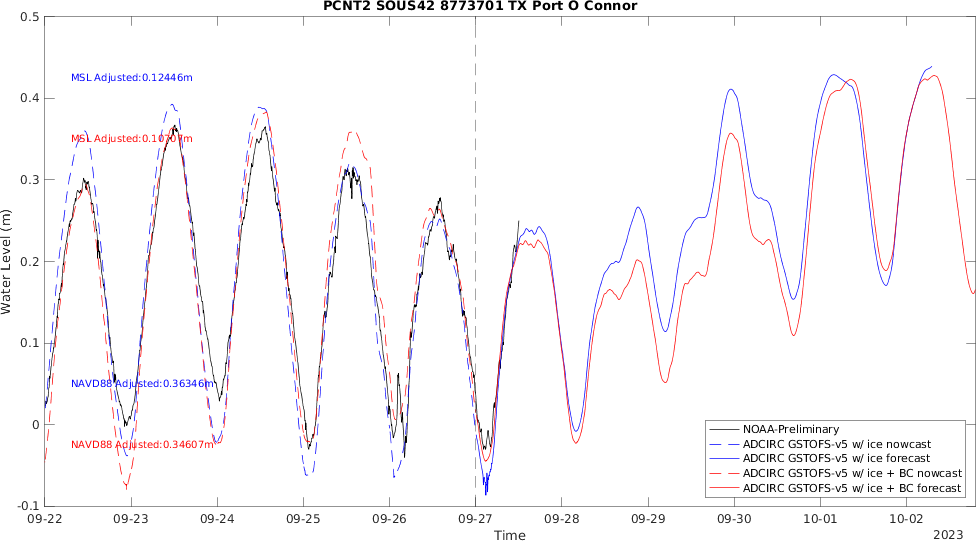 PCNT2 SOUS42 8773701 TX Port O Connor
0.5
MSL Adjusted:0.12446m
0.4
MSL Adjusted:0.10707m
0.3
Water Level (m)
0.2
0.1
NAVD88 Adjusted:0.36346m
0
NAVD88 Adjusted:0.34607m
-0.1
NOAA-Preliminary
ADCIRC GSTOFS-v5 w/ ice nowcast
ADCIRC GSTOFS-v5 w/ ice forecast
ADCIRC GSTOFS-v5 w/ ice + BC nowcast
ADCIRC GSTOFS-v5 w/ ice + BC forecast
09-22 09-23 09-24 09-25 09-26 09-27 09-28 09-29 09-30 10-01 10-02
Time
2023